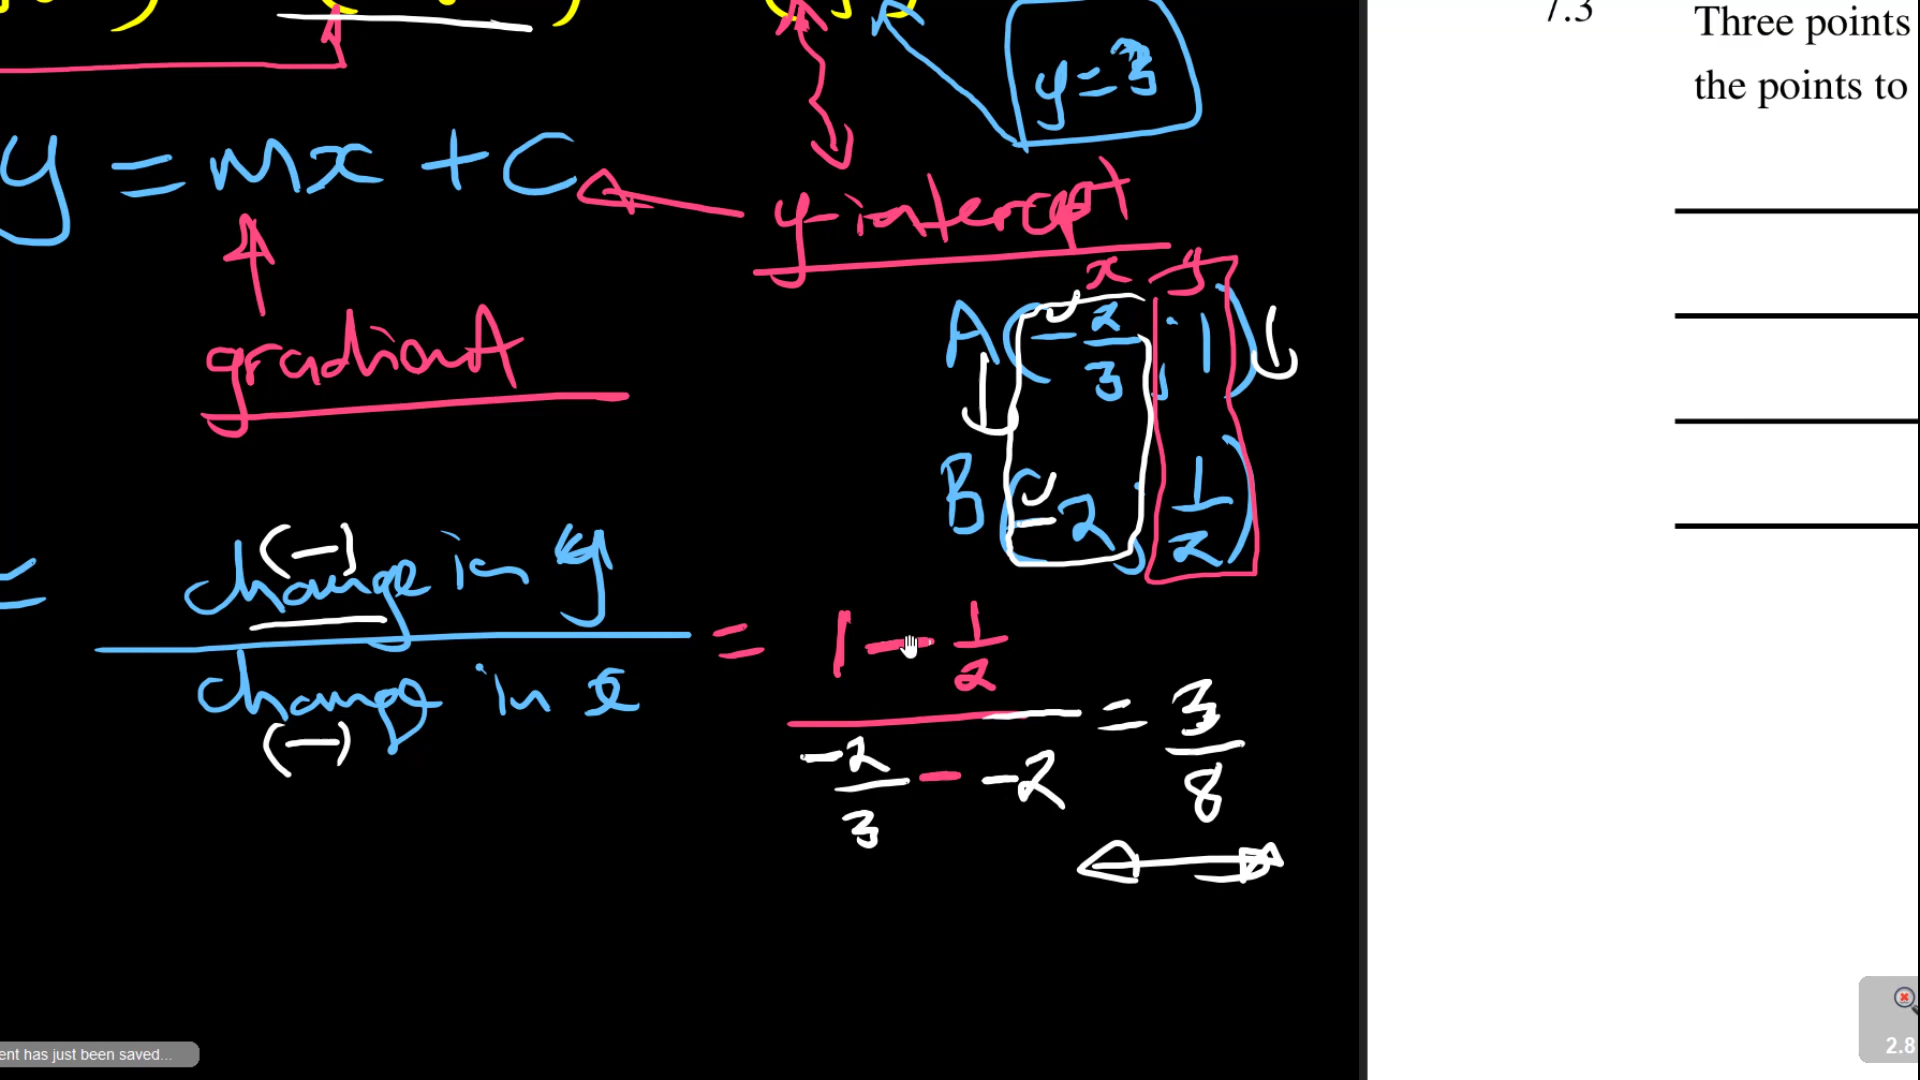 y=3
y = mx + c
y-intercept
gradient
x y
A(-2/3 ; 1)
B(-2 ; 1/2)
= change in y / change in x = 1 - 1/2 / -2/3 - -2 = 3/8
(-)
(-)
7.3 Three points
the points to
ent has just been saved...
2.8